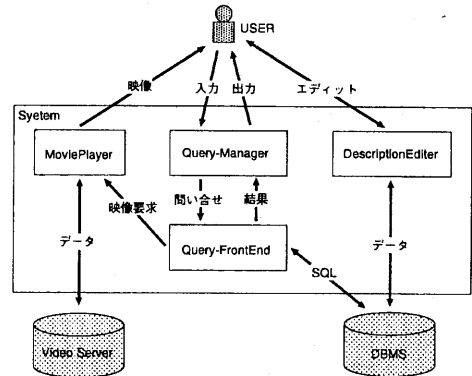 USER
映像
入力
出力
エディット
Syetem
MoviePlayer
Query-Manager
DescriptionEditer
問い合せ
結果
映像要求
データ
Query-FrontEnd
データ
SQL
Video Server
DBMS